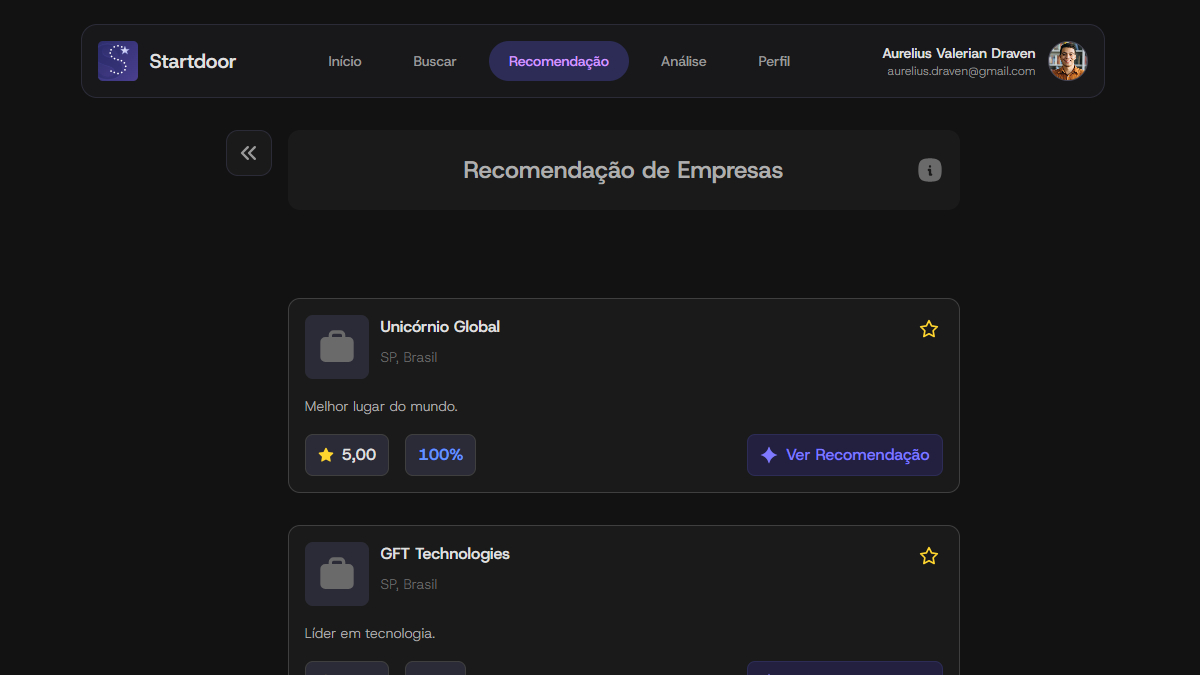 Startdoor
Início
Buscar
Recomendação
Análise
Perfil
Aurelius Valerian Draven
aurelius.draven@gmail.com
Recomendação de Empresas
Unicórnio Global
SP, Brasil
Melhor lugar do mundo.
5,00
100%
Ver Recomendação
GFT Technologies
SP, Brasil
Líder em tecnologia.